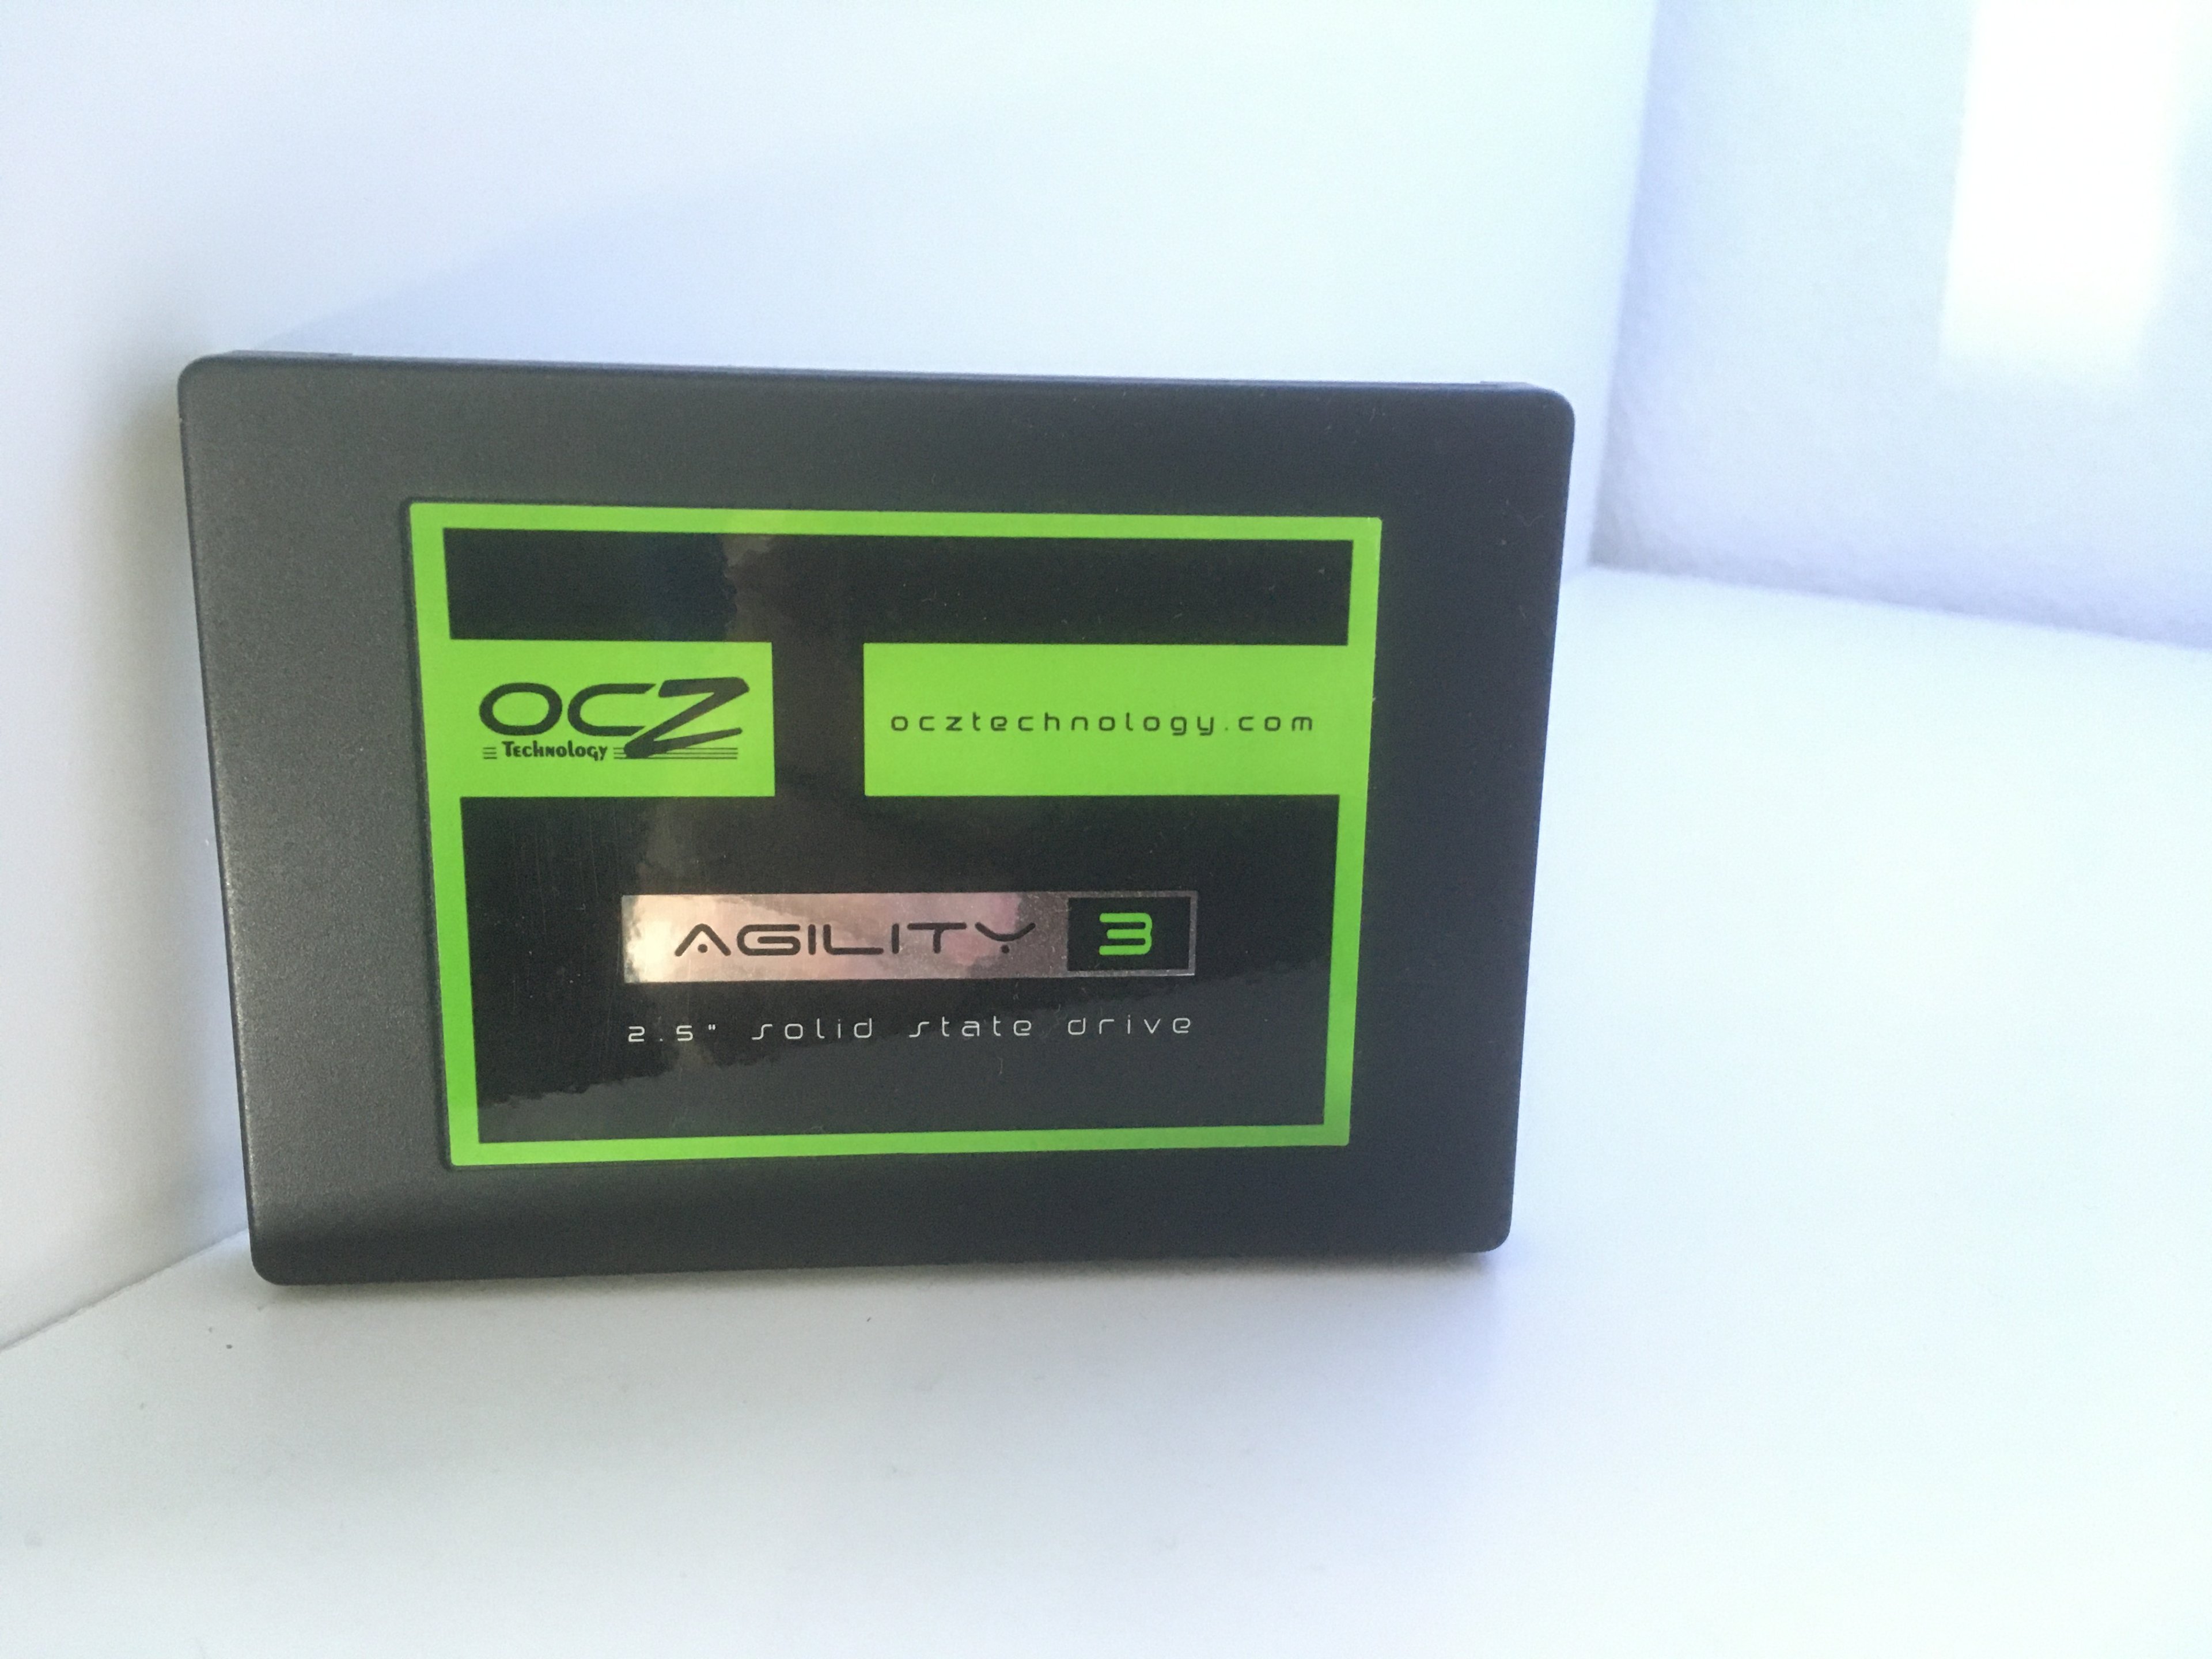 OCZ
Technology
ocztechnology.com
AGILITY 3
2.5" solid state drive